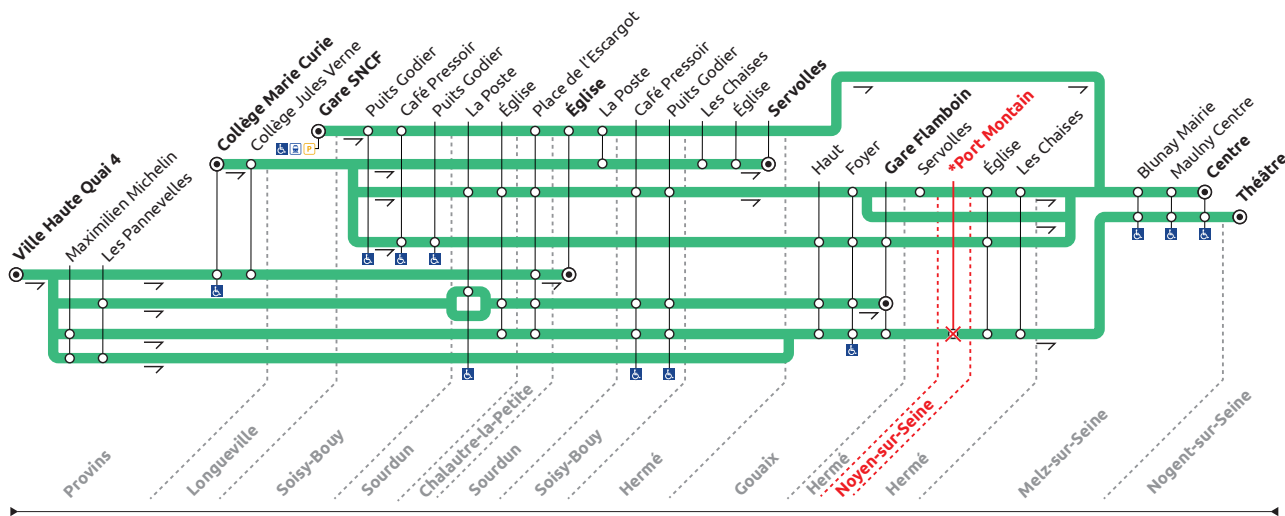 Ville Haute Quai 4
Maximilien Michelin
Les Pannevelles
Collège Marie Curie
Collège Jules Verne
Gare SNCF
Puits Godier
Café Pressoir
Puits Godier
La Poste
Église
Place de l'Escargot
Église
La Poste
Café Pressoir
Puits Godier
Les Chaises
Église
Servolles
Haut
Foyer
Gare Flamboin
Servolles
*Port Montain
Église
Les Chaises
Blunay Mairie
Maulny Centre
Centre
Théâtre
P
Provins
Longueville
Soisy-Bouy
Sourdun
Chalautre-la-Petite
Sourdun
Soisy-Bouy
Hermé
Gouaix
Hermé
Noyen-sur-Seine
Hermé
Melz-sur-Seine
Nogent-sur-Seine